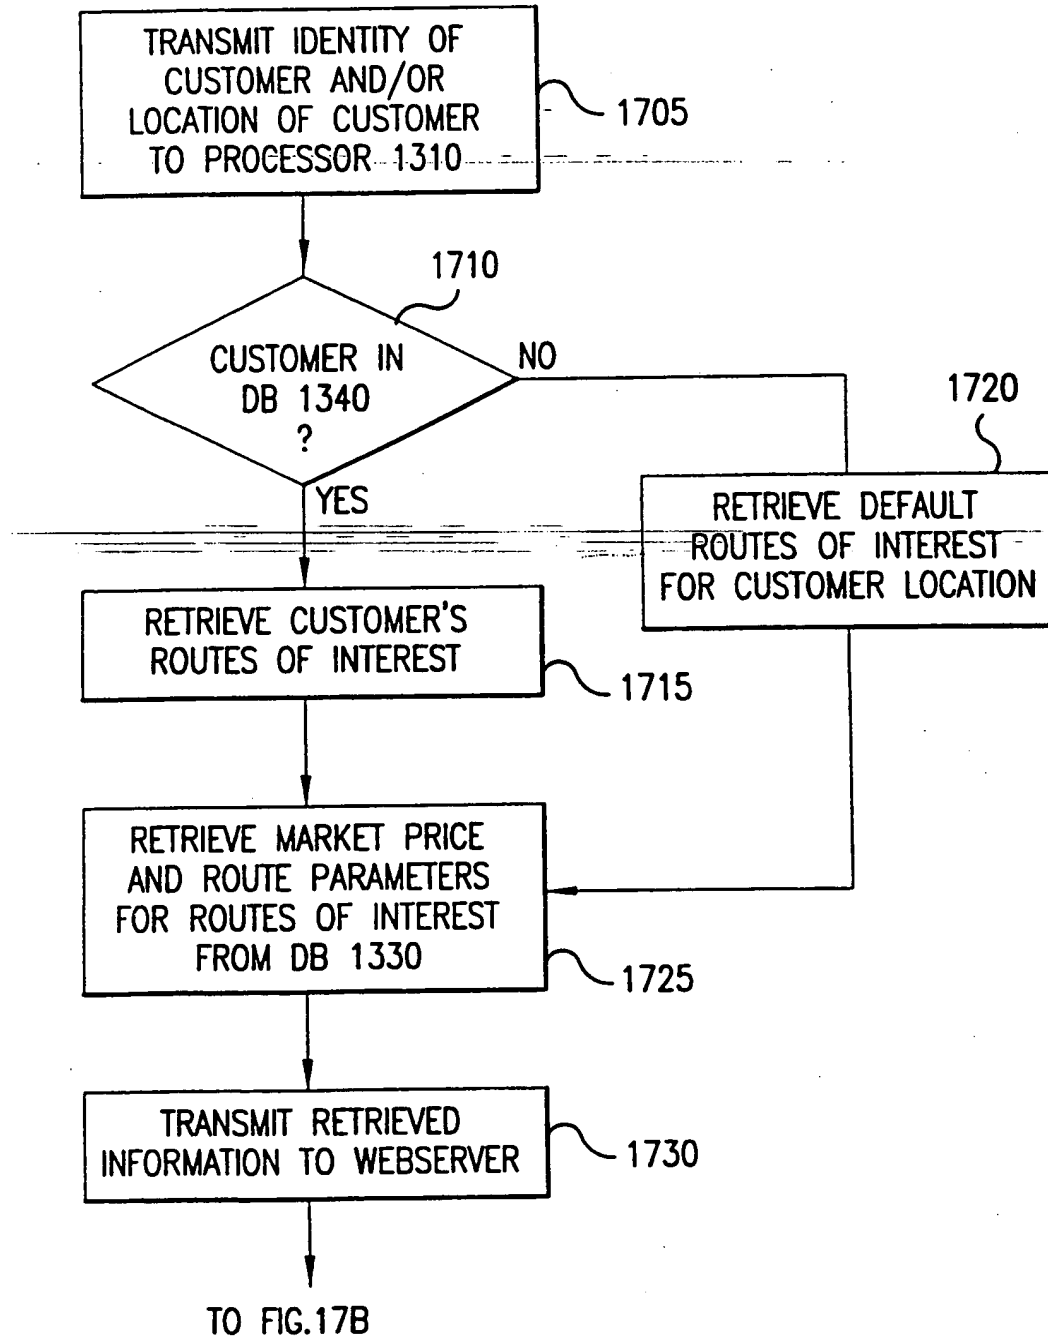 TRANSMIT IDENTITY OF
CUSTOMER AND/OR
LOCATION OF CUSTOMER
TO PROCESSOR 1310
1705
1710
CUSTOMER IN
DB 1340
?
NO
YES
1720
RETRIEVE DEFAULT
ROUTES OF INTEREST
FOR CUSTOMER LOCATION
RETRIEVE CUSTOMER'S
ROUTES OF INTEREST
1715
RETRIEVE MARKET PRICE
AND ROUTE PARAMETERS
FOR ROUTES OF INTEREST
FROM DB 1330
1725
TRANSMIT RETRIEVED
INFORMATION TO WEBSERVER
1730
TO FIG.17B